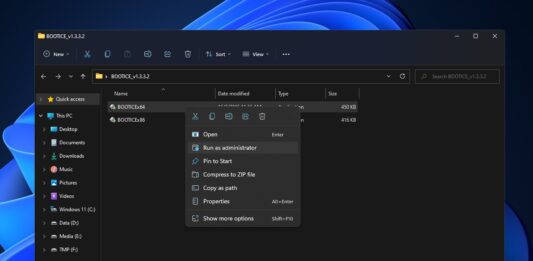 BOOTICE_v1.3.3.2
New
Sort
View
BOOTICE_v1.3.3.2
Search BOOTICE_v1.3.3.2
Quick access
This PC
Desktop
Documents
Downloads
Music
Pictures
Videos
Windows 11 (C:)
Data (D:)
Media (E:)
TMP (F:)
Name
Date modified
Type
Size
BOOTICEx64
450 KB
BOOTICEx86
416 KB
Open
Enter
Run as administrator
Pin to Start
Compress to ZIP file
Copy as path
Properties
Alt+Enter
Show more options
Shift+F10